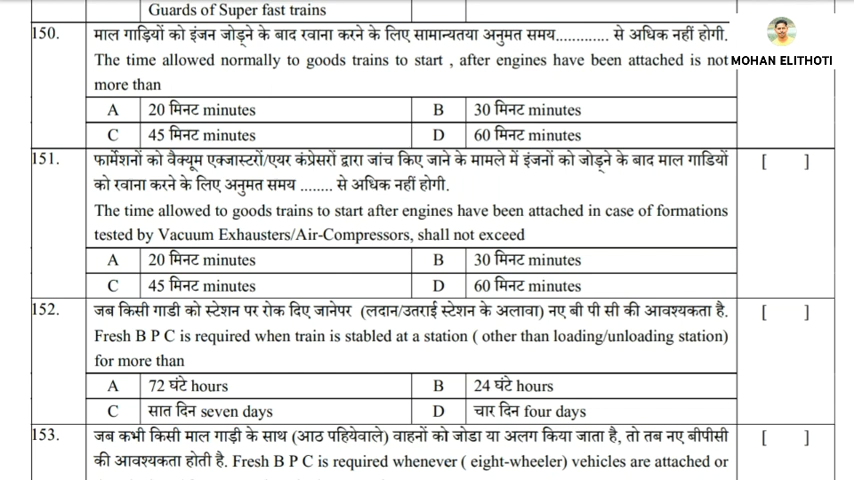 Guards of Super fast trains
150. माल गाड़ियों को इंजन जोड़ने के बाद रवाना करने के लिए सामान्यतया अनुमत समय............. से अधिक नहीं होगी.
The time allowed normally to goods trains to start , after engines have been attached is not
MOHAN ELITHOTI
more than
A 20 मिनट minutes B 30 मिनट minutes
C 45 मिनट minutes D 60 मिनट minutes
151. फार्मेशनों को वैक्यूम एक्जास्टरों/एयर कंप्रेसरों द्वारा जांच किए जाने के मामले में इंजनों को जोड़ने के बाद माल गाडियों [ ]
को रवाना करने के लिए अनुमत समय ........ से अधिक नहीं होगी.
The time allowed to goods trains to start after engines have been attached in case of formations
tested by Vacuum Exhausters/Air-Compressors, shall not exceed
A 20 मिनट minutes B 30 मिनट minutes
C 45 मिनट minutes D 60 मिनट minutes
152. जब किसी गाडी को स्टेशन पर रोक दिए जानेपर (लदान/उतराई स्टेशन के अलावा) नए बी पी सी की आवश्यकता है. [ ]
Fresh B P C is required when train is stabled at a station ( other than loading/unloading station)
for more than
A 72 घंटे hours B 24 घंटे hours
C सात दिन seven days D चार दिन four days
153. जब कभी किसी माल गाड़ी के साथ (आठ पहियेवाले) वाहनों को जोडा या अलग किया जाता है, तो तब नए बीपीसी [ ]
की आवश्यकता होती है. Fresh B P C is required whenever ( eight-wheeler) vehicles are attached or